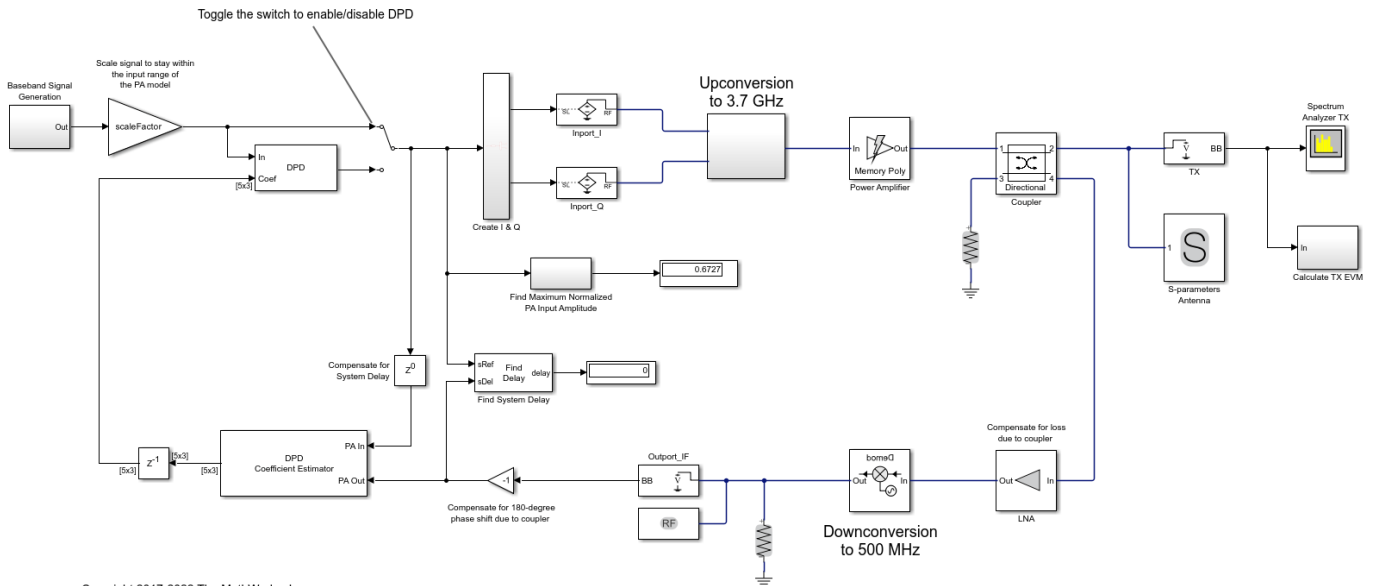 Toggle the switch to enable/disable DPD
Scale signal to stay within
the input range of
the PA model
Baseband Signal
Generation
Out
scaleFactor
In
Coef
DPD
[5x3]
Create I & Q
SL
RF
Inport_I
SL
RF
Inport_Q
Upconversion
to 3.7 GHz
In
Out
Memory Poly
Power Amplifier
1
2
3
4
Directional
Coupler
BB
TX
Spectrum
Analyzer TX
1
S
S-parameters
Antenna
In
Calculate TX EVM
Find Maximum Normalized
PA Input Amplitude
0.6727
Compensate for
System Delay
Z0
sRef
sDel
Find
Delay
delay
Find System Delay
0
PA In
PA Out
DPD
Coefficient Estimator
[5x3]
[5x3]
Z-1
[5x3]
-1
Compensate for 180-degree
phase shift due to coupler
Outport_IF
BB
RF
Demod
Out
In
Downconversion
to 500 MHz
Compensate for loss
due to coupler
Out
In
LNA